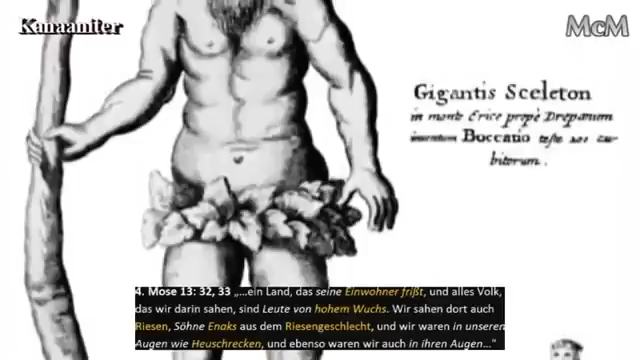 Kanaaniter
McM
Gigantis Sceleton
in monte Erice prope Drepanum
inventum Boccatio teste 200 cu-
bitorum.
4. Mose 13: 32, 33 „…ein Land, das seine Einwohner frißt, und alles Volk,
das wir darin sahen, sind Leute von hohem Wuchs. Wir sahen dort auch
Riesen, Söhne Enaks aus dem Riesengeschlecht, und wir waren in unseren
Augen wie Heuschrecken, und ebenso waren wir auch in ihren Augen…“